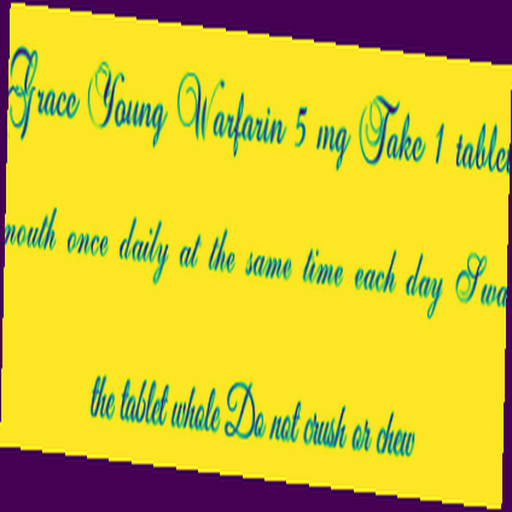 Grace Young Warfarin 5 mg Take 1 table
mouth once daily at the same time each day Swa
the tablet whole Do not crush or chew